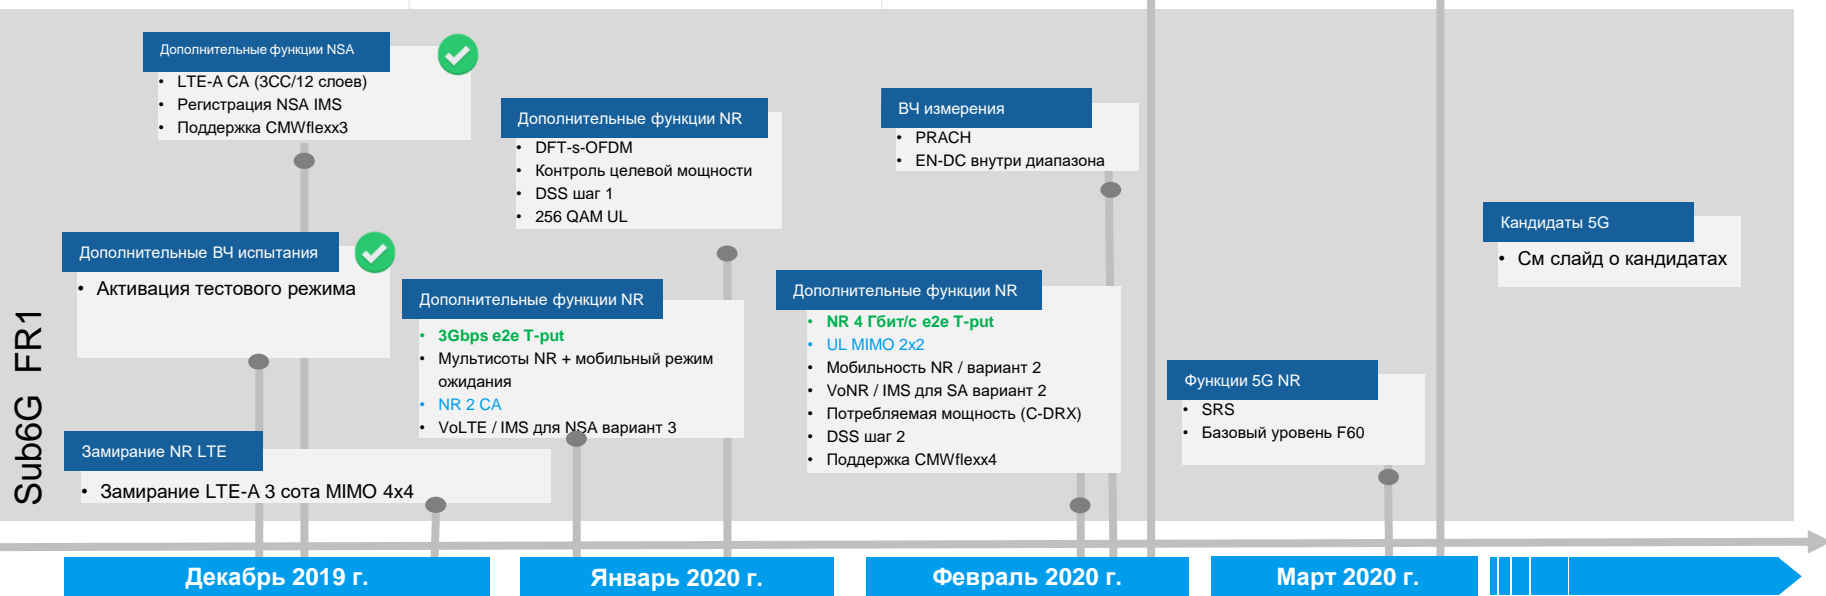 Дополнительные функции NSA
• LTE-A CA (3CC/12 слоев)
• Регистрация NSA IMS
• Поддержка CMWflexx3
Дополнительные ВЧ испытания
• Активация тестового режима
Замирание NR LTE
• Замирание LTE-A 3 сота MIMO 4x4
Дополнительные функции NR
• DFT-s-OFDM
• Контроль целевой мощности
• DSS шаг 1
• 256 QAM UL
Дополнительные функции NR
• 3Gbps e2e T-put
• Мультисоты NR + мобильный режим
ожидания
• NR 2 CA
• VoLTE / IMS для NSA вариант 3
ВЧ измерения
• PRACH
• EN-DC внутри диапазона
Дополнительные функции NR
• NR 4 Гбит/с e2e T-put
• UL MIMO 2x2
• Мобильность NR / вариант 2
• VoNR / IMS для SA вариант 2
• Потребляемая мощность (C-DRX)
• DSS шаг 2
• Поддержка CMWflexx4
Функции 5G NR
• SRS
• Базовый уровень F60
Кандидаты 5G
• См слайд о кандидатах
Sub6G FR1
Декабрь 2019 г.
Январь 2020 г.
Февраль 2020 г.
Март 2020 г.